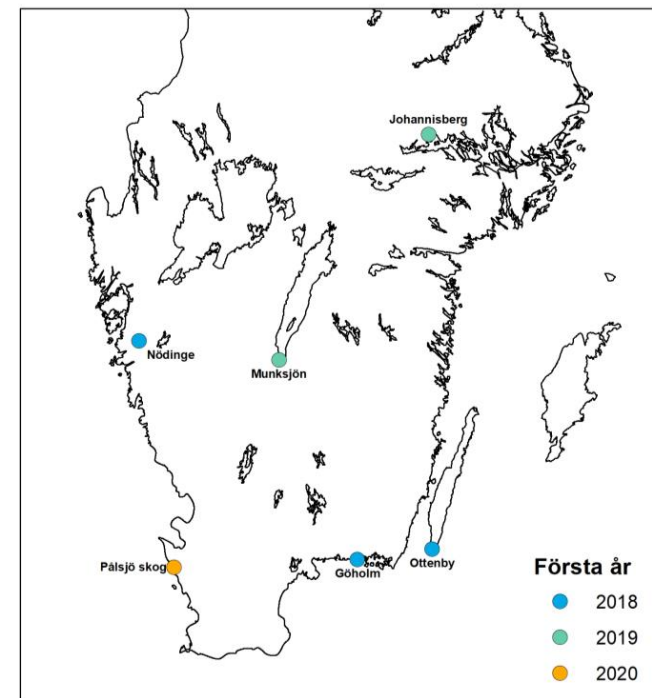 Johannisberg
Nödinge
Munksjön
Pålsjö skog
Göholm
Ottenby
Första år
2018
2019
2020